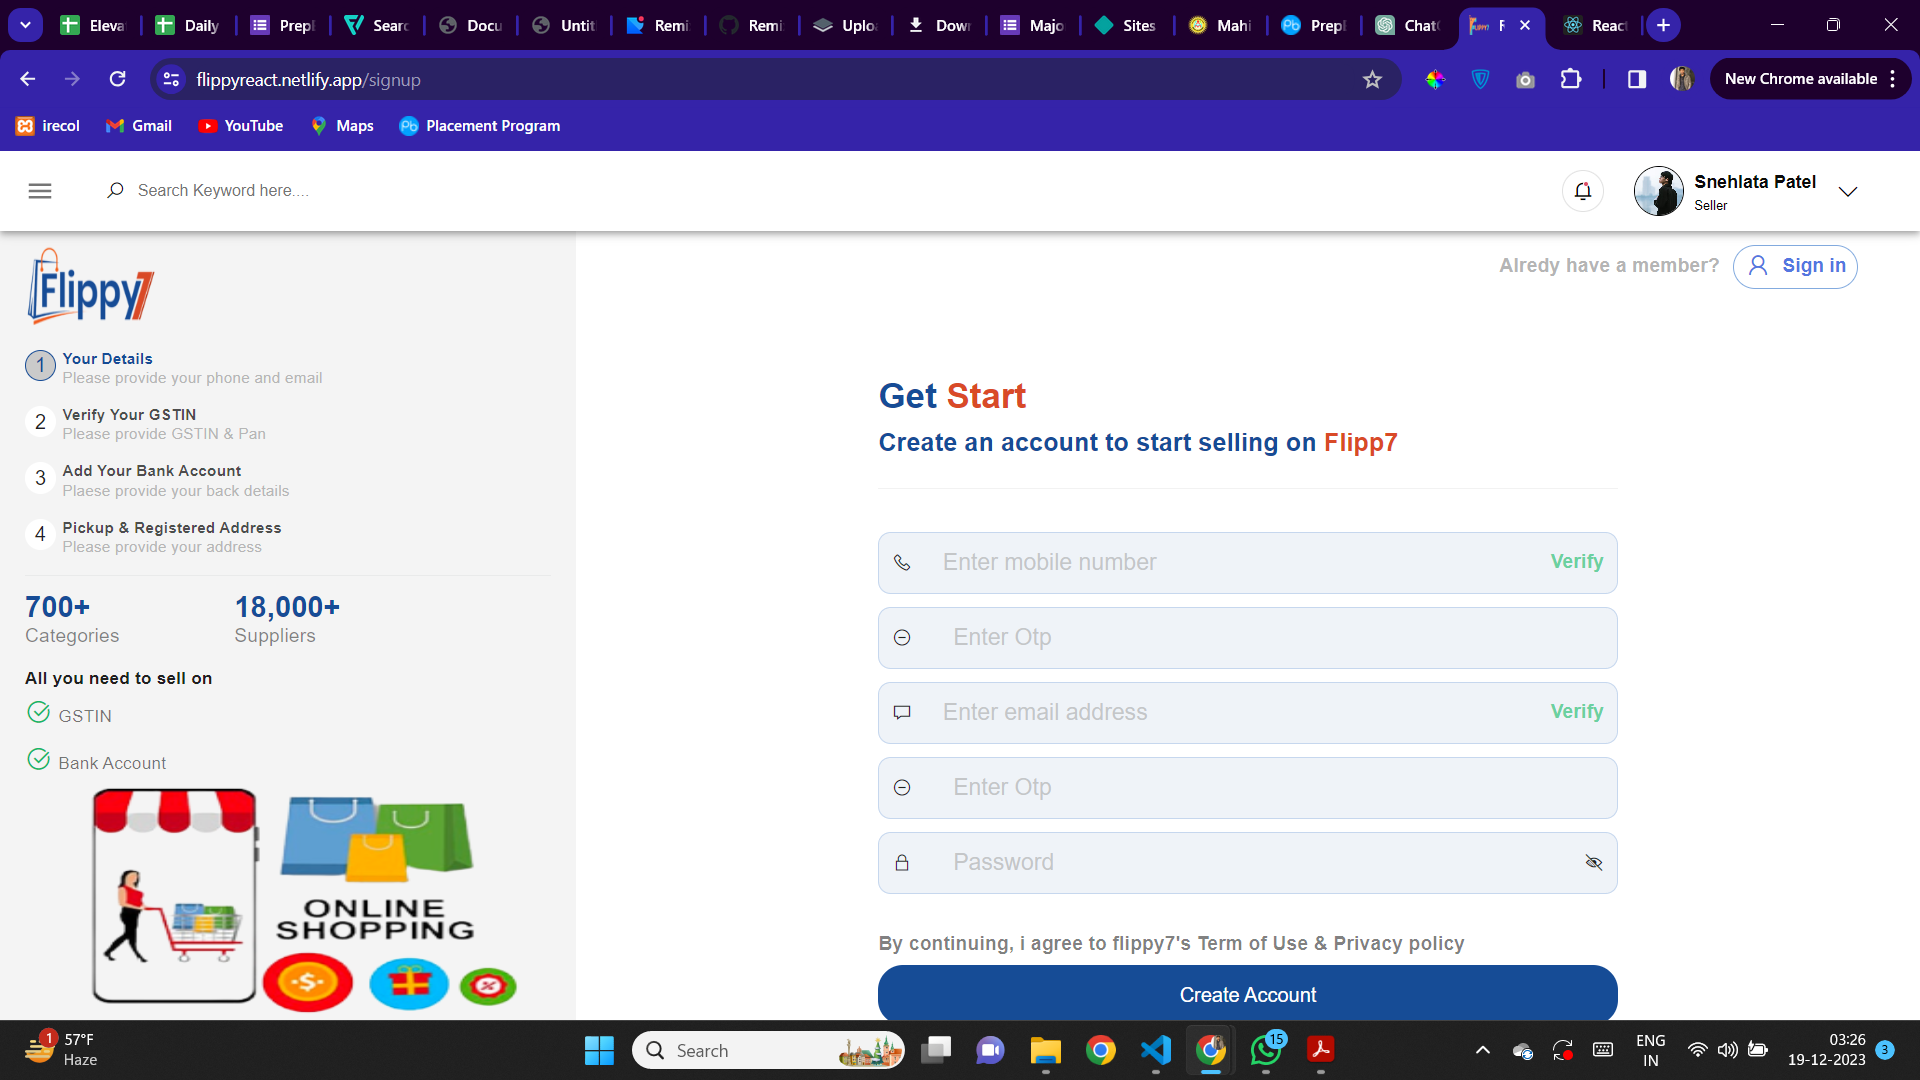 Eleva
Daily
Prepl
Searc
Docu
Untit
Remi
Remi
Uplo
Dow
Majo
Sites
Mahi
Prepl
Chat
R
React
flippyreact.netlify.app/signup
New Chrome available
irecol
Gmail
YouTube
Maps
Placement Program
Search Keyword here....
Snehlata Patel
Seller
Flippy7
Alredy have a member?
Sign in
1
Your Details
Please provide your phone and email
2
Verify Your GSTIN
Please provide GSTIN & Pan
3
Add Your Bank Account
Plaese provide your back details
4
Pickup & Registered Address
Please provide your address
700+
Categories
18,000+
Suppliers
All you need to sell on
GSTIN
Bank Account
ONLINE
SHOPPING
Get Start
Create an account to start selling on Flipp7
Enter mobile number
Verify
Enter Otp
Enter email address
Verify
Enter Otp
Password
By continuing, i agree to flippy7's Term of Use & Privacy policy
Create Account
1
57°F
Haze
Search
15
ENG
IN
03:26
19-12-2023
3